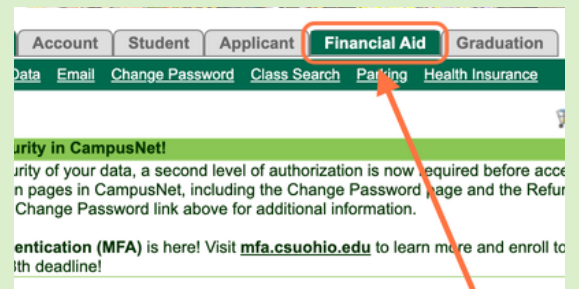 Account Student Applicant Financial Aid Graduation
Data Email Change Password Class Search Parking Health Insurance
urity in CampusNet!
urity of your data, a second level of authorization is now required before acce
n pages in CampusNet, including the Change Password page and the Refur
Change Password link above for additional information.
entication (MFA) is here! Visit mfa.csuohio.edu to learn more and enroll to
8th deadline!